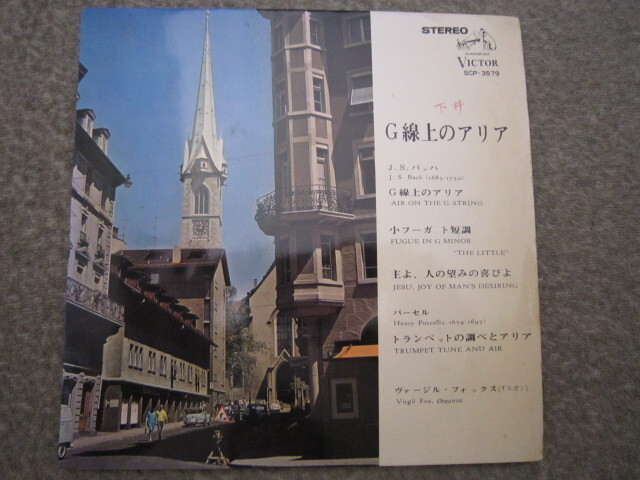 STEREO
VICTOR
SCP-3579
下井
G線上のアリア
J. S. バッハ
J. S. Bach (1685-1750)
G線上のアリア
AIR ON THE G-STRING
小フーガ ト短調
FUGUE IN G MINOR
"THE LITTLE"
主よ、人の望みの喜びよ
JESU, JOY OF MAN'S DESIRING
パーセル
Henry Purcell(c. 1659-1695)
トランペットの調べとアリア
TRUMPET TUNE AND AIR
ヴァージル・フォックス(オルガン)
Virgil Fox, Organist